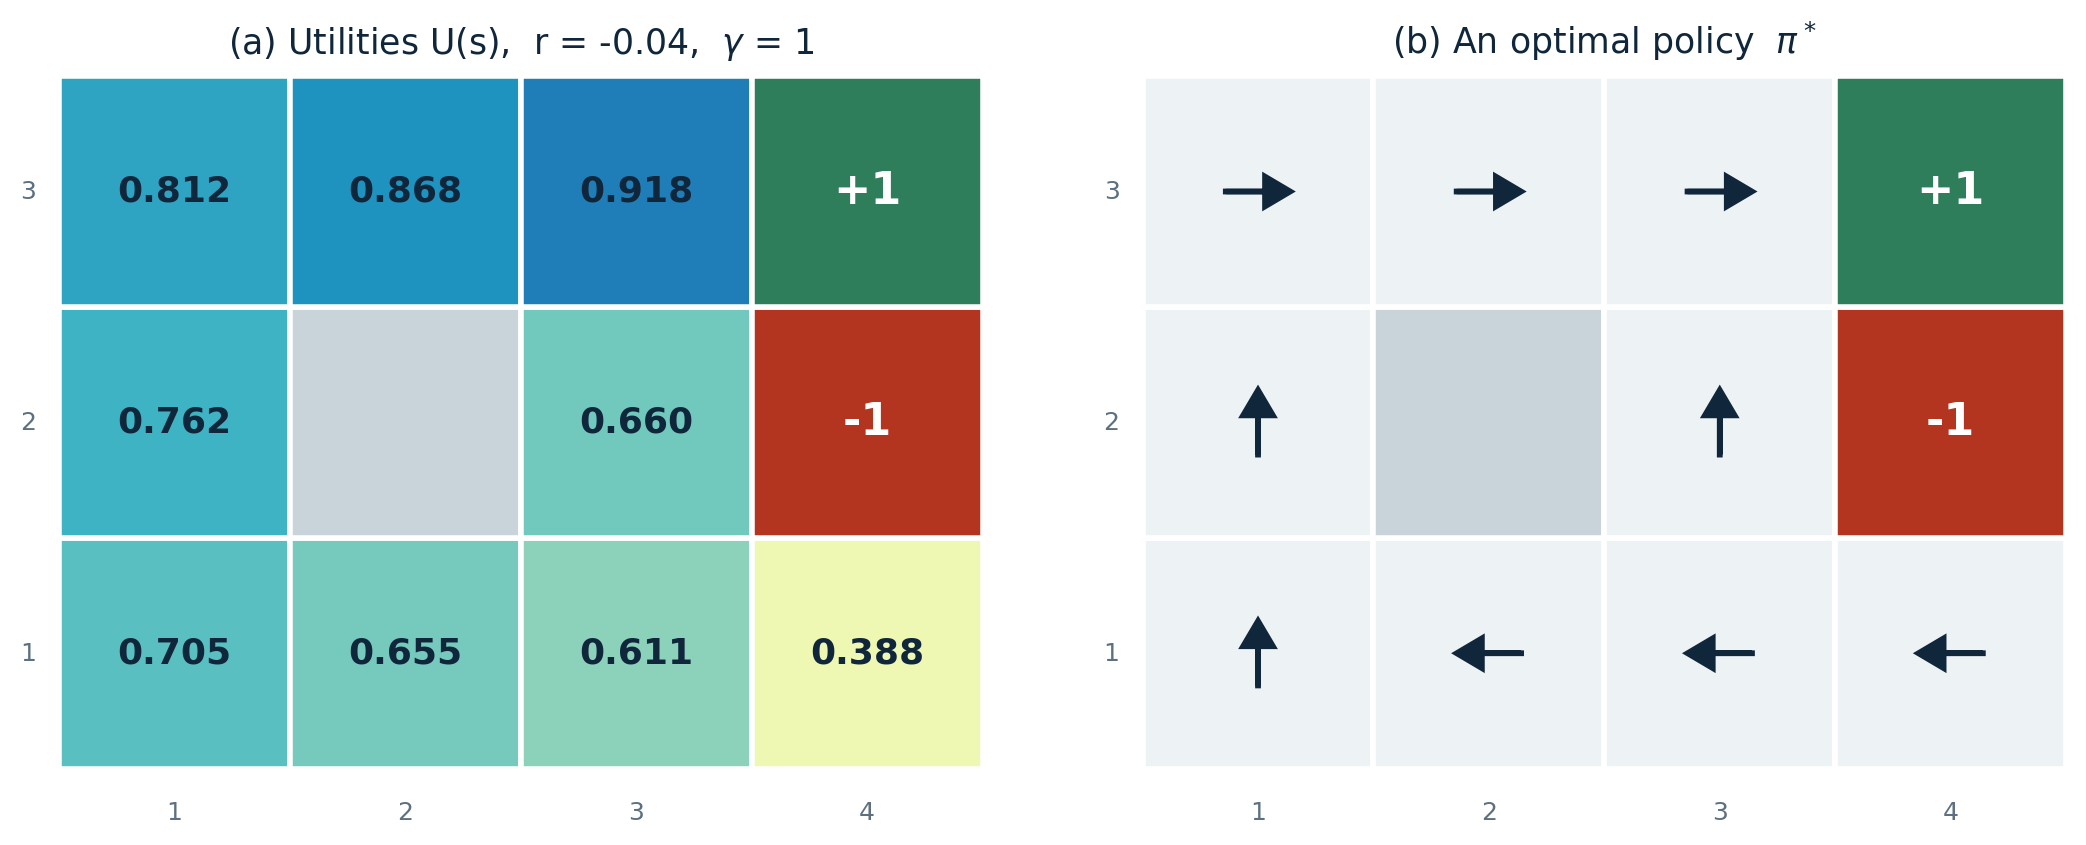 (a) Utilities U(s),  r = -0.04,  γ = 1
3 0.812 0.868 0.918 +1
2 0.762 0.660 -1
1 0.705 0.655 0.611 0.388
1 2 3 4
(b) An optimal policy  π*
3 +1
2 -1
1
1 2 3 4